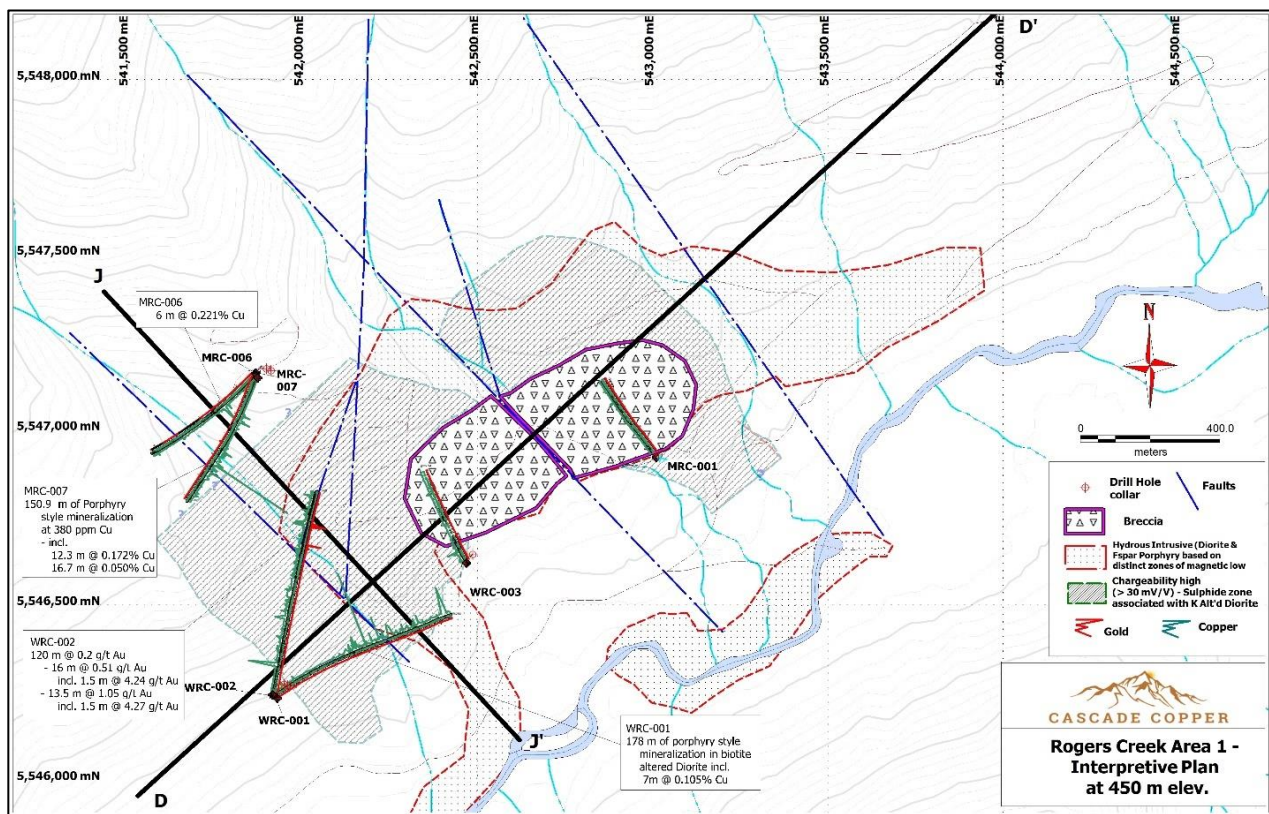 541,500 mE
542,000 mE
542,500 mE
543,000 mE
543,500 mE
544,000 mE
544,500 mE
D'
5,548,000 mN
5,547,500 mN
J
MRC-006
6 m @ 0.221% Cu
MRC-006
MRC-
007
N
5,547,000 mN
MRC-001
0
400.0
meters
MRC-007
150.9 m of Porphyry
style mineralization
at 380 ppm Cu
- incl.
12.3 m @ 0.172% Cu
16.7 m @ 0.050% Cu
?
?
?
?
Drill Hole
collar
Faults
Breccia
Hydrous Intrusive (Diorite &
Fspar Porphyry based on
distinct zones of magnetic low
Chargeability high
(> 30 mV/V) - Sulphide zone
associated with K Alt'd Diorite
Gold
Copper
5,546,500 mN
WRC-003
WRC-002
120 m @ 0.2 g/t Au
- 16 m @ 0.51 g/t Au
incl. 1.5 m @ 4.24 g/t Au
- 13.5 m @ 1.05 g/t Au
incl. 1.5 m @ 4.27 g/t Au
WRC-002
WRC-001
J'
WRC-001
178 m of porphyry style
mineralization in biotite
altered Diorite incl.
7m @ 0.105% Cu
CASCADE COPPER
Rogers Creek Area 1 -
Interpretive Plan
at 450 m elev.
5,546,000 mN
D